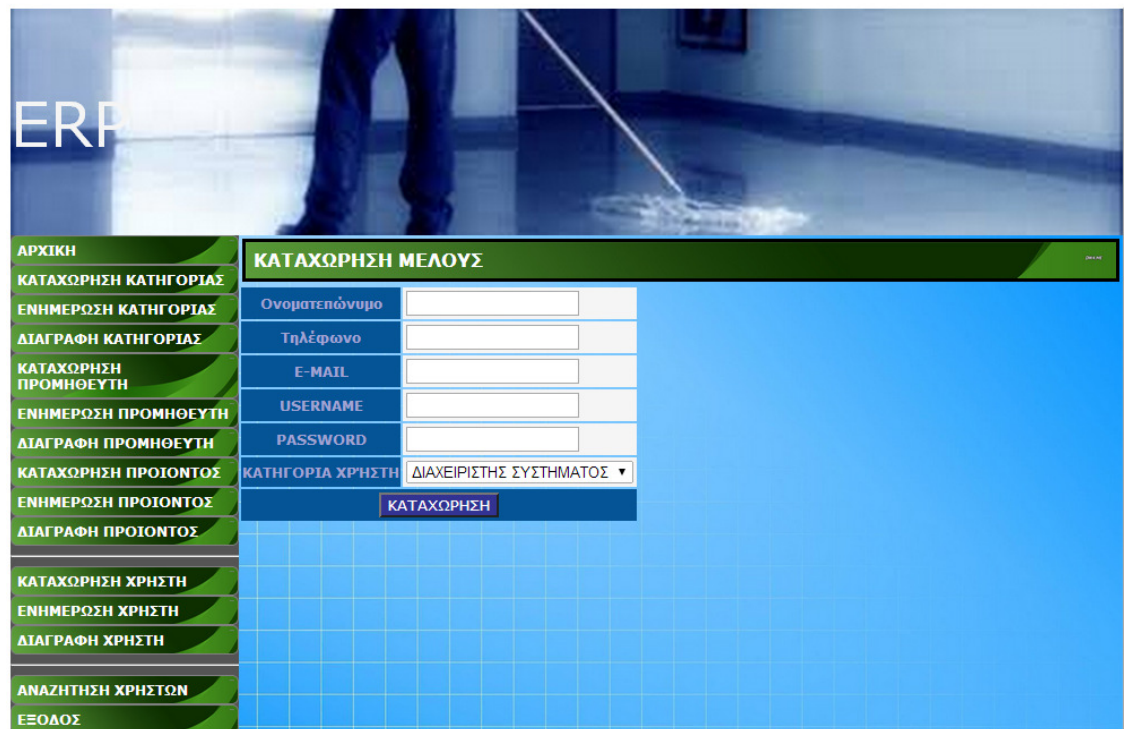 ERP
ΑΡΧΙΚΗ
ΚΑΤΑΧΩΡΗΣΗ ΚΑΤΗΓΟΡΙΑΣ
ΕΝΗΜΕΡΩΣΗ ΚΑΤΗΓΟΡΙΑΣ
ΔΙΑΓΡΑΦΗ ΚΑΤΗΓΟΡΙΑΣ
ΚΑΤΑΧΩΡΗΣΗ
ΠΡΟΜΗΘΕΥΤΗ
ΕΝΗΜΕΡΩΣΗ ΠΡΟΜΗΘΕΥΤΗ
ΔΙΑΓΡΑΦΗ ΠΡΟΜΗΘΕΥΤΗ
ΚΑΤΑΧΩΡΗΣΗ ΠΡΟΙΟΝΤΟΣ
ΕΝΗΜΕΡΩΣΗ ΠΡΟΙΟΝΤΟΣ
ΔΙΑΓΡΑΦΗ ΠΡΟΙΟΝΤΟΣ
ΚΑΤΑΧΩΡΗΣΗ ΧΡΗΣΤΗ
ΕΝΗΜΕΡΩΣΗ ΧΡΗΣΤΗ
ΔΙΑΓΡΑΦΗ ΧΡΗΣΤΗ
ΑΝΑΖΗΤΗΣΗ ΧΡΗΣΤΩΝ
ΕΞΟΔΟΣ
ΚΑΤΑΧΩΡΗΣΗ ΜΕΛΟΥΣ
Ονοματεπώνυμο
Τηλέφωνο
E-MAIL
USERNAME
PASSWORD
ΚΑΤΗΓΟΡΙΑ ΧΡΉΣΤΗ ΔΙΑΧΕΙΡΙΣΤΗΣ ΣΥΣΤΗΜΑΤΟΣ
ΚΑΤΑΧΩΡΗΣΗ